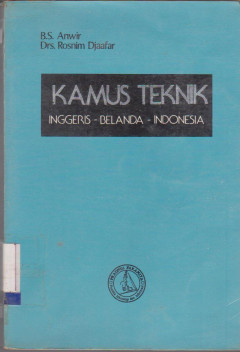 B.S. Anwir
Drs. Rosnim Djaafar
KAMUS TEKNIK
INGGERIS - BELANDA - INDONESIA